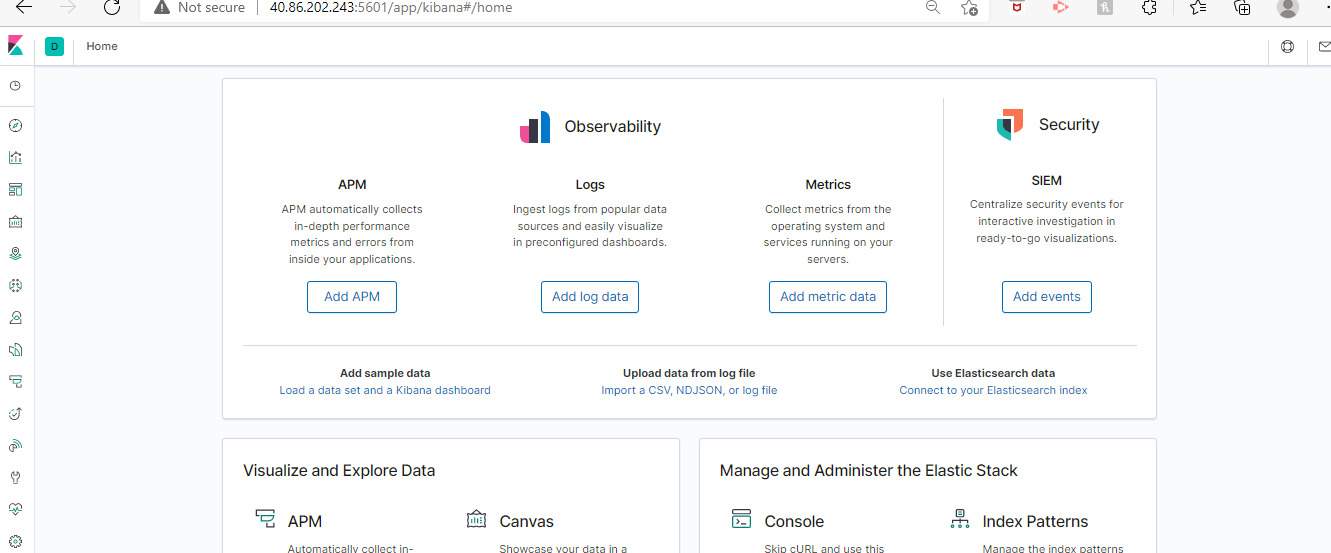 Not secure 40.86.202.243:5601/app/kibana#/home
D Home
Observability
Security
APM
Logs
Metrics
SIEM
APM automatically collects
in-depth performance
metrics and errors from
inside your applications.
Ingest logs from popular data
sources and easily visualize
in preconfigured dashboards.
Collect metrics from the
operating system and
services running on your
servers.
Centralize security events for
interactive investigation in
ready-to-go visualizations.
Add APM
Add log data
Add metric data
Add events
Add sample data
Load a data set and a Kibana dashboard
Upload data from log file
Import a CSV, NDJSON, or log file
Use Elasticsearch data
Connect to your Elasticsearch index
Visualize and Explore Data
APM
Automatically collect in-
Canvas
Showcase your data in a
Manage and Administer the Elastic Stack
Console
Skip cURL and use this
Index Patterns
Manage the index patterns